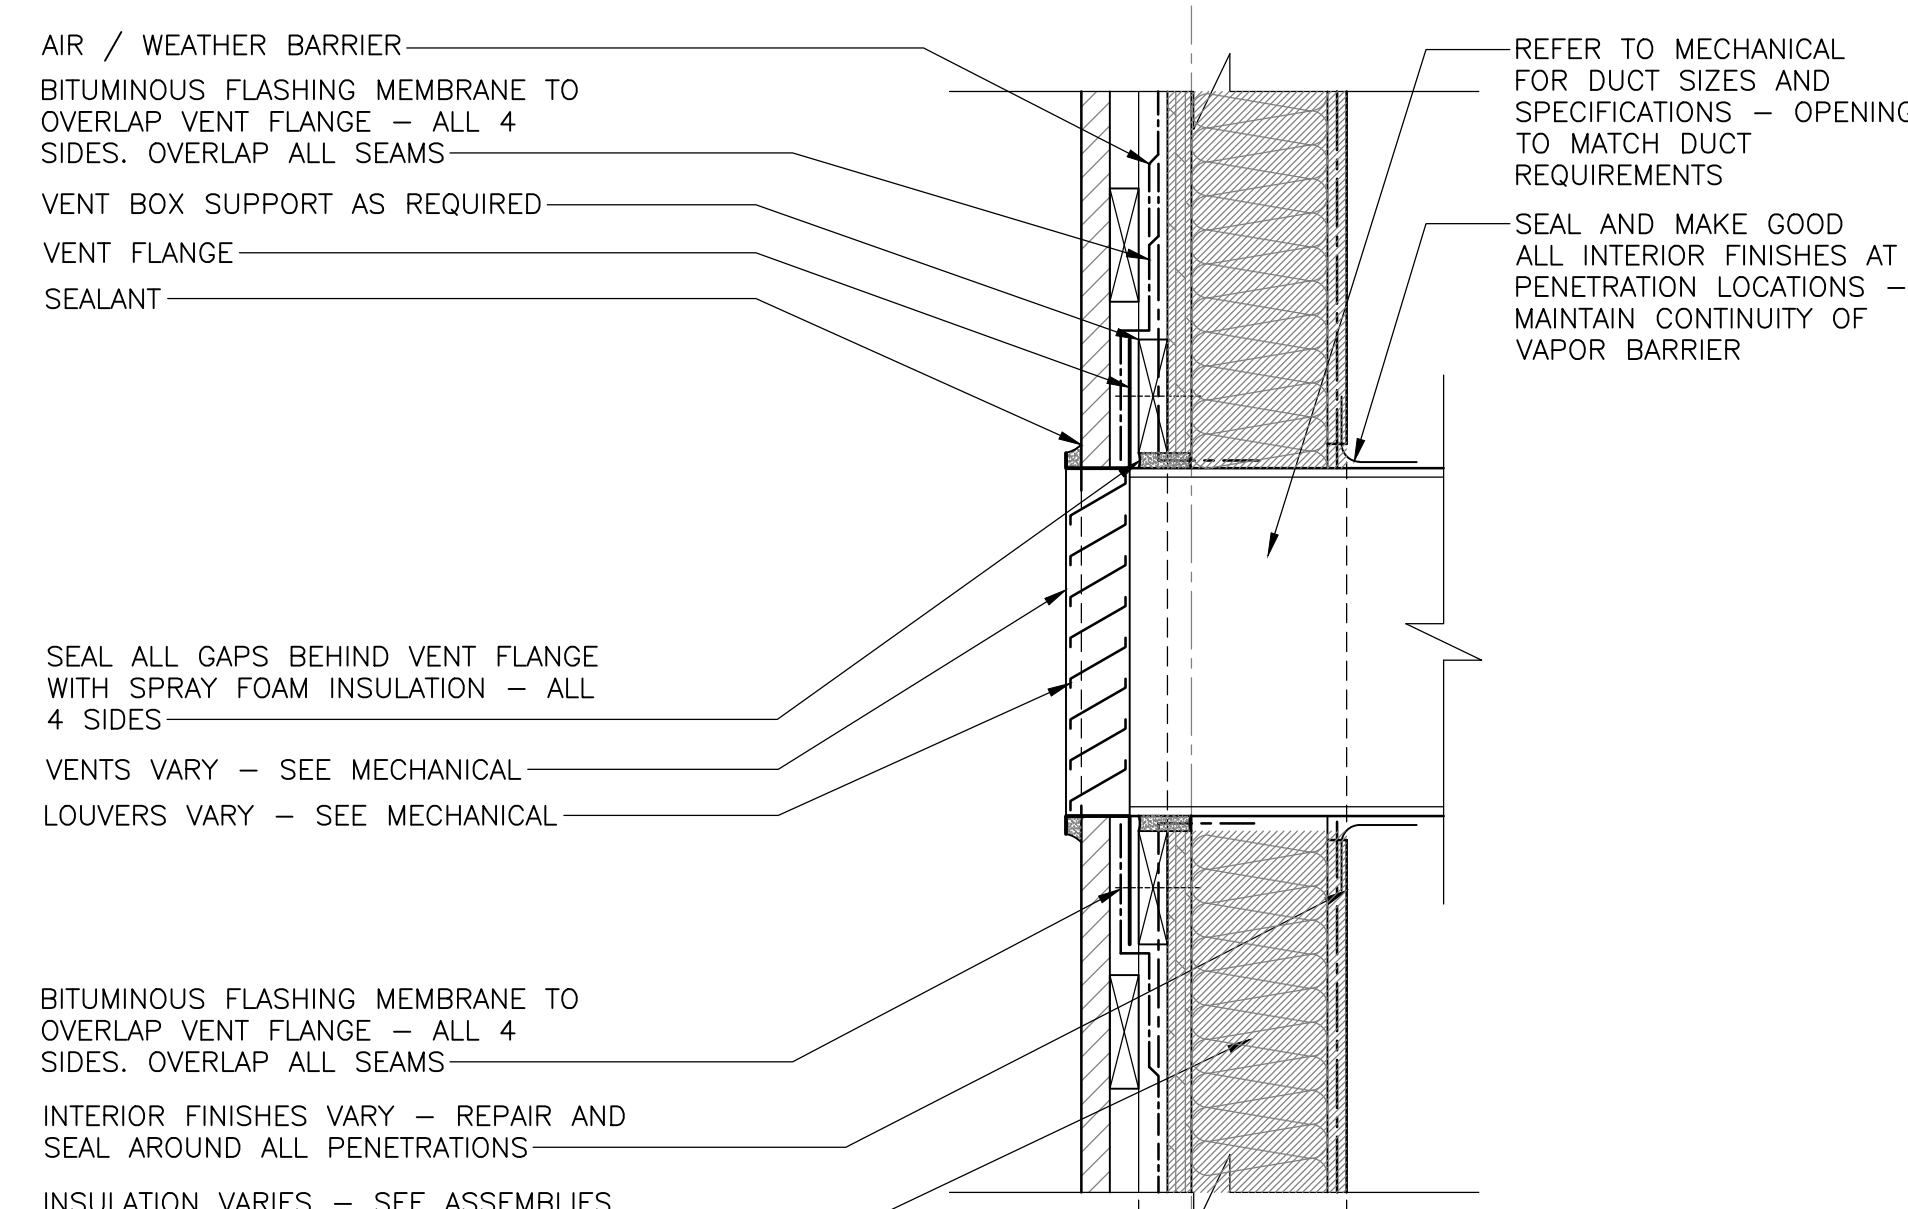 AIR / WEATHER BARRIER
BITUMINOUS FLASHING MEMBRANE TO
OVERLAP VENT FLANGE – ALL 4
SIDES. OVERLAP ALL SEAMS
VENT BOX SUPPORT AS REQUIRED
VENT FLANGE
SEALANT
SEAL ALL GAPS BEHIND VENT FLANGE
WITH SPRAY FOAM INSULATION – ALL
4 SIDES
VENTS VARY – SEE MECHANICAL
LOUVERS VARY – SEE MECHANICAL
BITUMINOUS FLASHING MEMBRANE TO
OVERLAP VENT FLANGE – ALL 4
SIDES. OVERLAP ALL SEAMS
INTERIOR FINISHES VARY – REPAIR AND
SEAL AROUND ALL PENETRATIONS
INSULATION VARIES – SEE ASSEMBLIES
REFER TO MECHANICAL
FOR DUCT SIZES AND
SPECIFICATIONS – OPENING
TO MATCH DUCT
REQUIREMENTS
SEAL AND MAKE GOOD
ALL INTERIOR FINISHES AT
PENETRATION LOCATIONS –
MAINTAIN CONTINUITY OF
VAPOR BARRIER